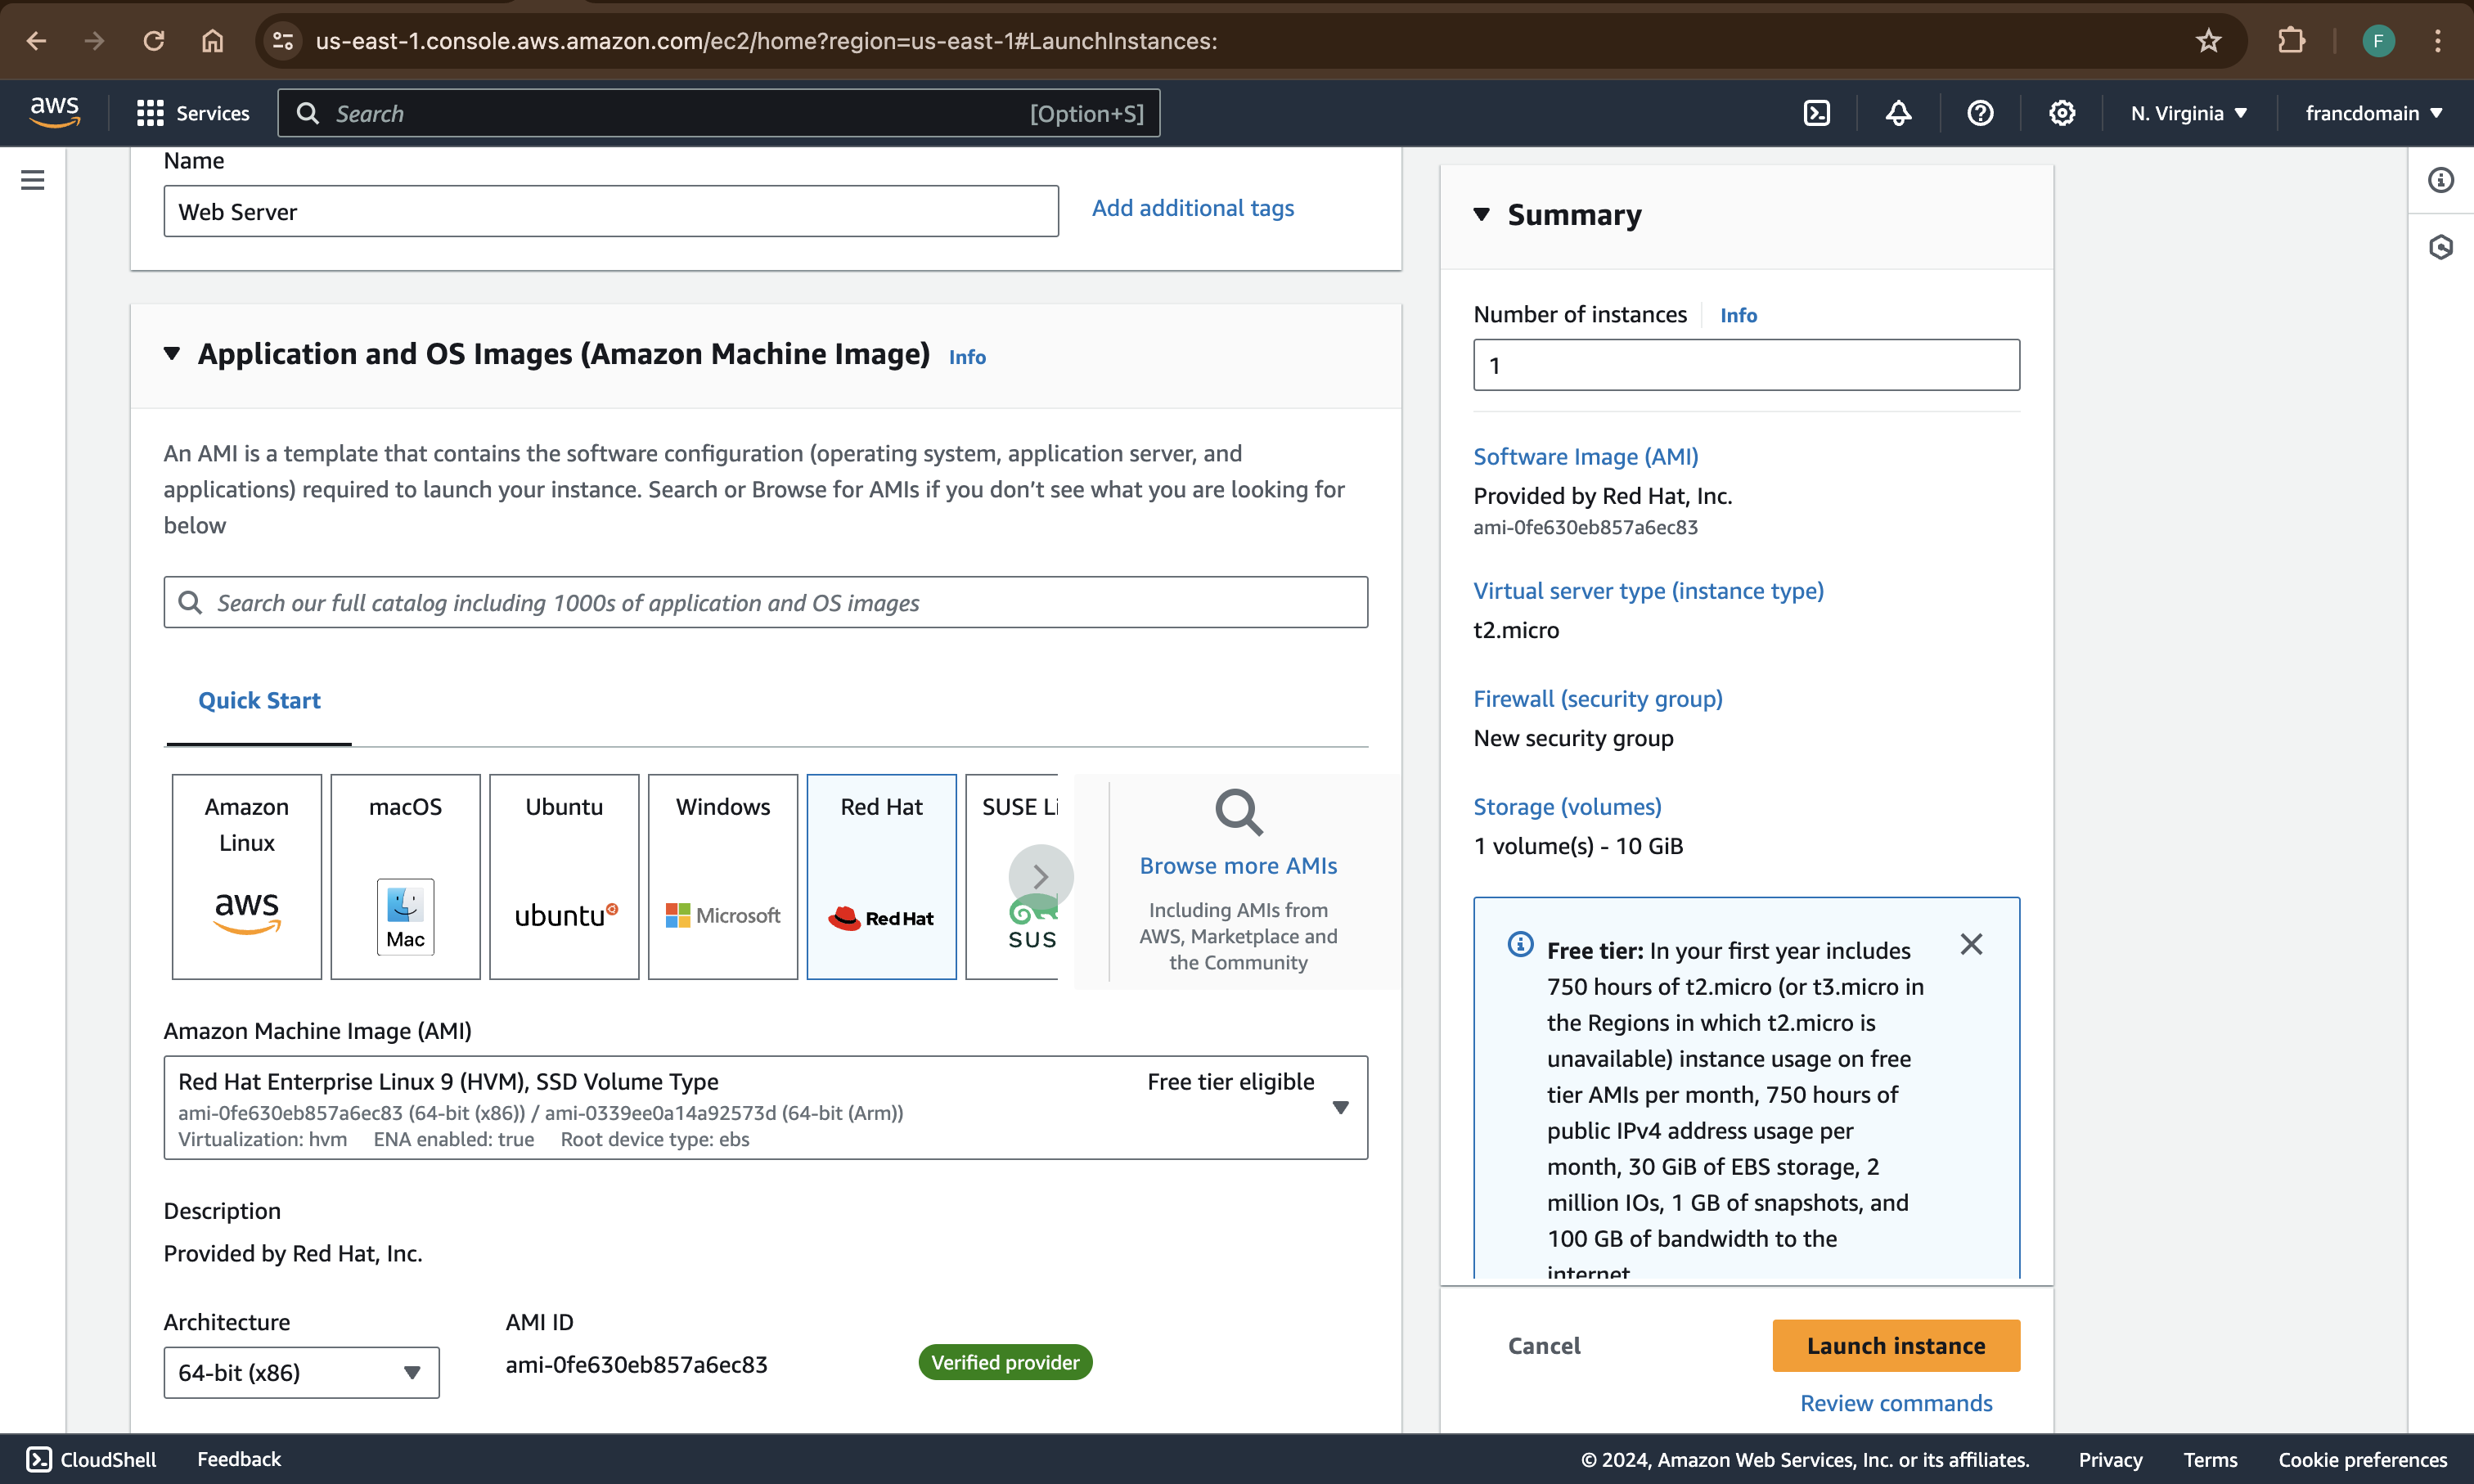 us-east-1.console.aws.amazon.com/ec2/home?region=us-east-1#LaunchInstances:
F
aws
Services
Search
[Option+S]
N. Virginia
francdomain
Name
Web Server
Add additional tags
Application and OS Images (Amazon Machine Image) Info
An AMI is a template that contains the software configuration (operating system, application server, and
applications) required to launch your instance. Search or Browse for AMIs if you don’t see what you are looking for
below
Search our full catalog including 1000s of application and OS images
Quick Start
Amazon
Linux
aws
macOS
Mac
Ubuntu
ubuntu
Windows
Microsoft
Red Hat
Red Hat
SUSE Li
SUS
Browse more AMIs
Including AMIs from
AWS, Marketplace and
the Community
Amazon Machine Image (AMI)
Red Hat Enterprise Linux 9 (HVM), SSD Volume Type
Free tier eligible
ami-0fe630eb857a6ec83 (64-bit (x86)) / ami-0339ee0a14a92573d (64-bit (Arm))
Virtualization: hvm ENA enabled: true Root device type: ebs
Description
Provided by Red Hat, Inc.
Architecture
64-bit (x86)
AMI ID
ami-0fe630eb857a6ec83
Verified provider
Summary
Number of instances Info
1
Software Image (AMI)
Provided by Red Hat, Inc.
ami-0fe630eb857a6ec83
Virtual server type (instance type)
t2.micro
Firewall (security group)
New security group
Storage (volumes)
1 volume(s) - 10 GiB
Free tier: In your first year includes
750 hours of t2.micro (or t3.micro in
the Regions in which t2.micro is
unavailable) instance usage on free
tier AMIs per month, 750 hours of
public IPv4 address usage per
month, 30 GiB of EBS storage, 2
million IOs, 1 GB of snapshots, and
100 GB of bandwidth to the
internet
Cancel
Launch instance
Review commands
CloudShell
Feedback
© 2024, Amazon Web Services, Inc. or its affiliates.
Privacy
Terms
Cookie preferences